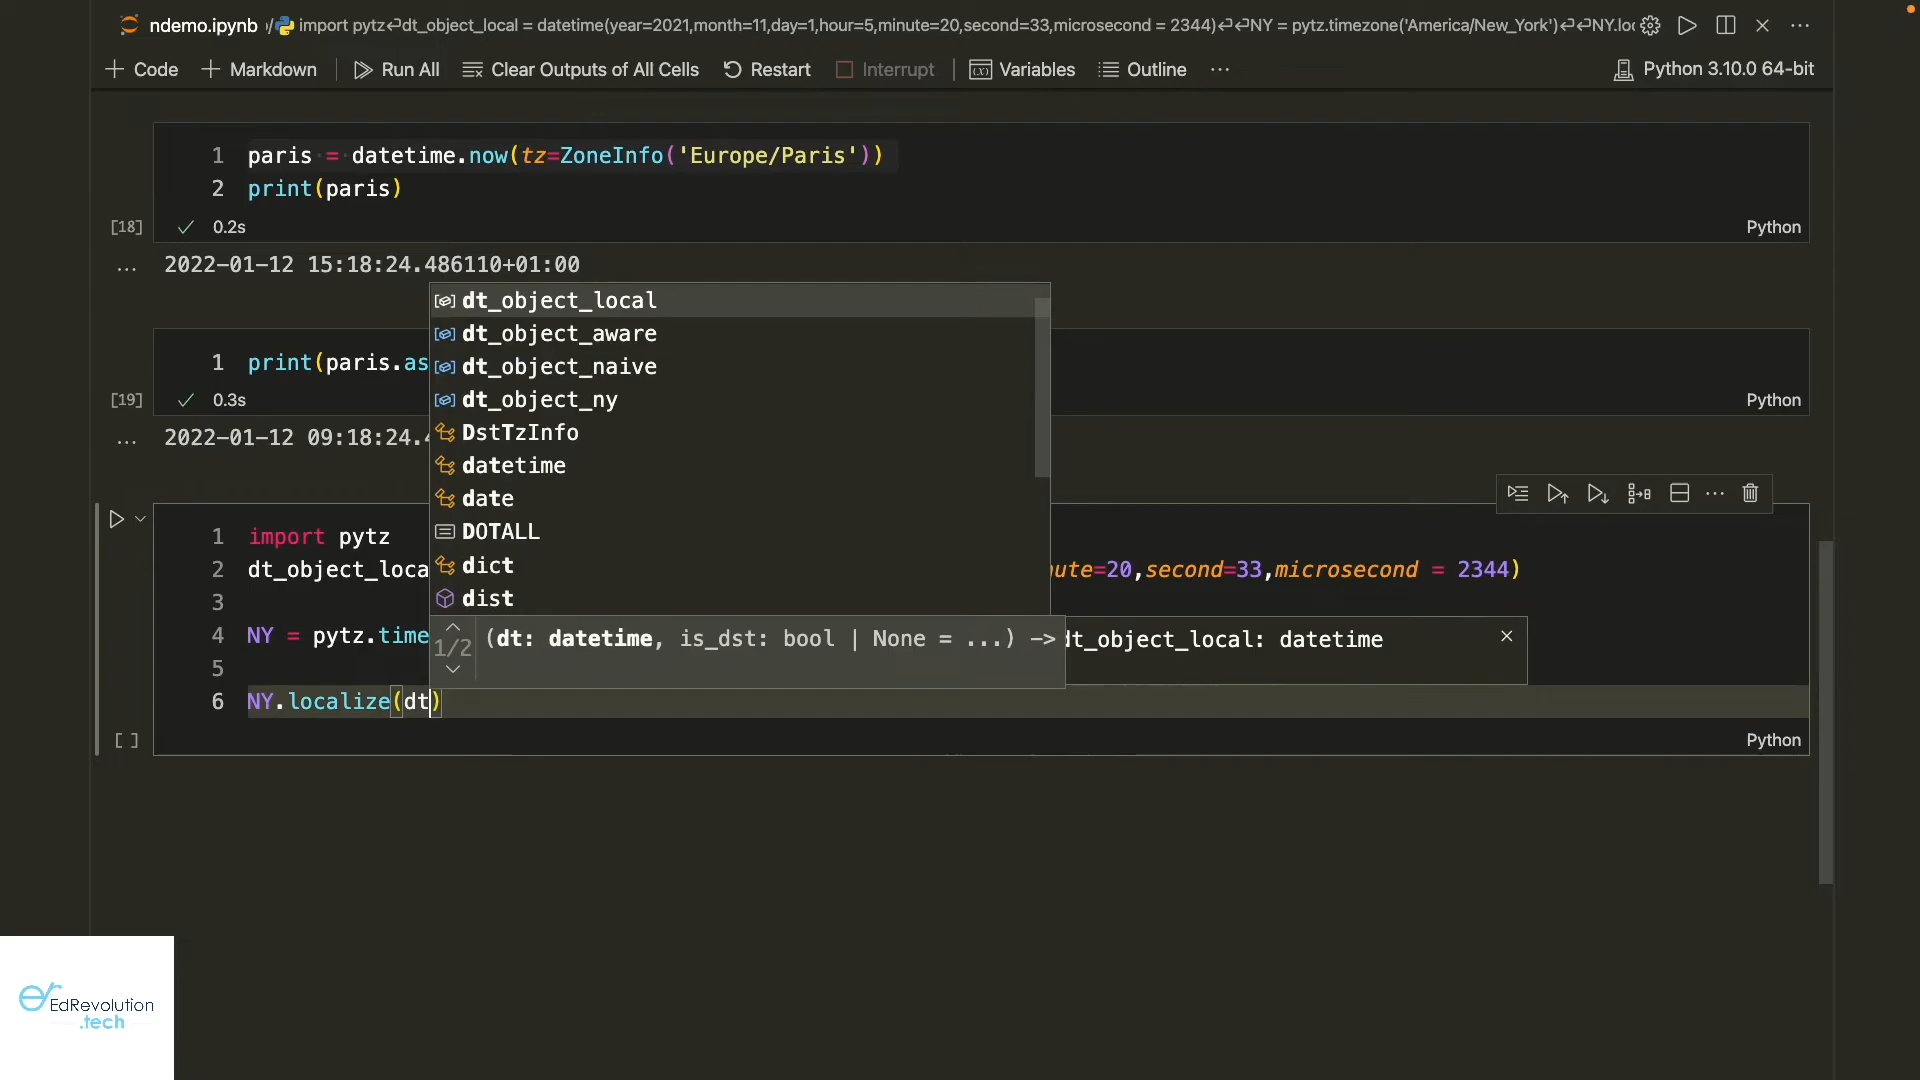 ndemo.ipynb / import pytz↵dt_object_local = datetime(year=2021,month=11,day=1,hour=5,minute=20,second=33,microsecond = 2344)↵↵NY = pytz.timezone('America/New_York')↵↵NY.loc
Code Markdown Run All Clear Outputs of All Cells Restart Interrupt Variables Outline ... Python 3.10.0 64-bit
1 paris = datetime.now(tz=ZoneInfo('Europe/Paris'))
2 print(paris)
[18] 0.2s Python
... 2022-01-12 15:18:24.486110+01:00
1 print(paris.as
[19] 0.3s Python
... 2022-01-12 09:18:24.4
dt_object_local
dt_object_aware
dt_object_naive
dt_object_ny
DstTzInfo
datetime
date
DOTALL
dict
dist
1/2 (dt: datetime, is_dst: bool | None = ...) ->
dt_object_local: datetime
1 import pytz
2 dt_object_loca ute=20,second=33,microsecond = 2344)
3
4 NY = pytz.time
5
6 NY.localize(dt)
[ ] Python
er EdRevolution
.tech